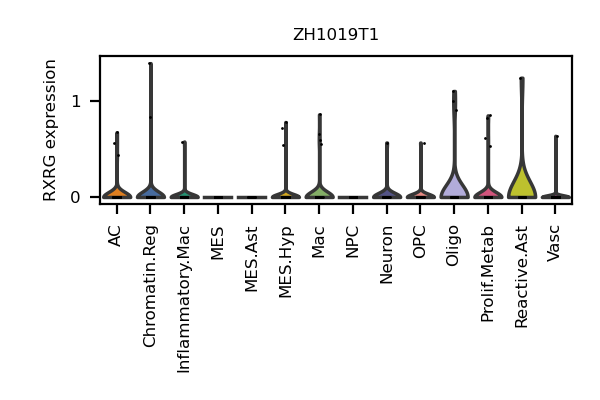 ZH1019T1
RXRG expression
1
0
AC
Chromatin.Reg
Inflammatory.Mac
MES
MES.Ast
MES.Hyp
Mac
NPC
Neuron
OPC
Oligo
Prolif.Metab
Reactive.Ast
Vasc